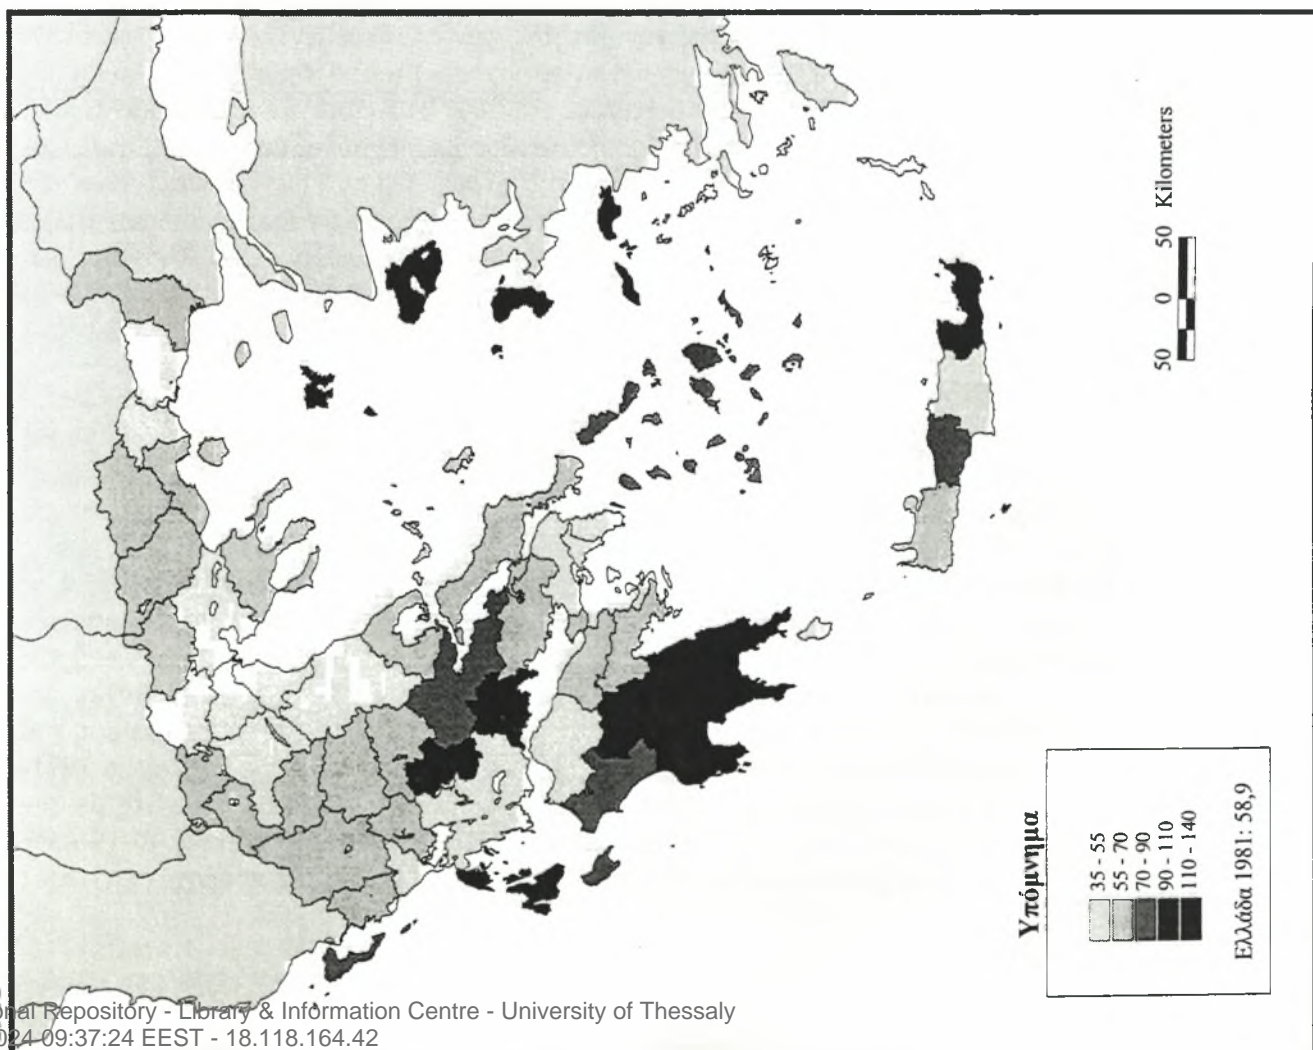 50 0 50 Kilometers
Υπόμνημα
35 - 55
55 - 70
70 - 90
90 - 110
110 - 140
Ελλάδα 1981: 58,9
Repository - Library & Information Centre - University of Thessaly
09:37:24 EEST - 18.118.164.42